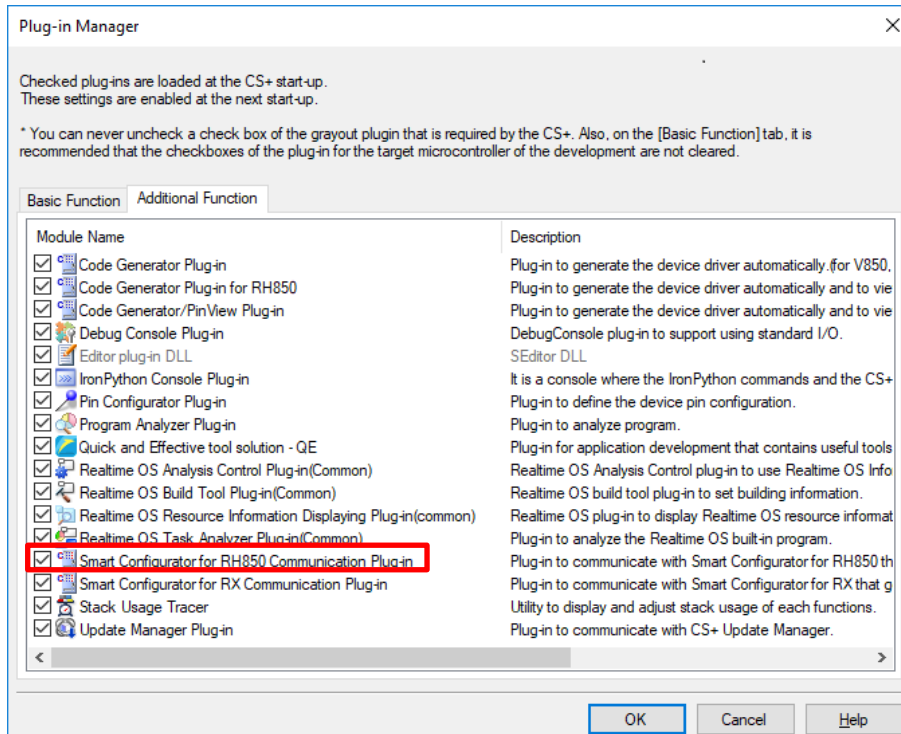 Plug-in Manager
Checked plug-ins are loaded at the CS+ start-up.
These settings are enabled at the next start-up.
* You can never uncheck a check box of the grayout plugin that is required by the CS+. Also, on the [Basic Function] tab, it is
recommended that the checkboxes of the plug-in for the target microcontroller of the development are not cleared.
Basic Function Additional Function
Module Name Description
Code Generator Plug-in Plug-in to generate the device driver automatically.(for V850,
Code Generator Plug-in for RH850 Plug-in to generate the device driver automatically and to vie
Code Generator/PinView Plug-in Plug-in to generate the device driver automatically and to vie
Debug Console Plug-in DebugConsole plug-in to support using standard I/O.
Editor plug-in DLL SEditor DLL
IronPython Console Plug-in It is a console where the IronPython commands and the CS+
Pin Configurator Plug-in Plug-in to define the device pin configuration.
Program Analyzer Plug-in Plug-in to analyze program.
Quick and Effective tool solution - QE Plug-in for application development that contains useful tools
Realtime OS Analysis Control Plug-in(Common) Realtime OS Analysis Control plug-in to use Realtime OS Info
Realtime OS Build Tool Plug-in(Common) Realtime OS build tool plug-in to set building information.
Realtime OS Resource Information Displaying Plug-in(common) Realtime OS plug-in to display Realtime OS resource informat
Realtime OS Task Analyzer Plug-in(Common) Plug-in to analyze the Realtime OS built-in program.
Smart Configurator for RH850 Communication Plug-in Plug-in to communicate with Smart Configurator for RH850 th
Smart Configurator for RX Communication Plug-in Plug-in to communicate with Smart Configurator for RX that g
Stack Usage Tracer Utility to display and adjust stack usage of each functions.
Update Manager Plug-in Plug-in to communicate with CS+ Update Manager.
OK Cancel Help